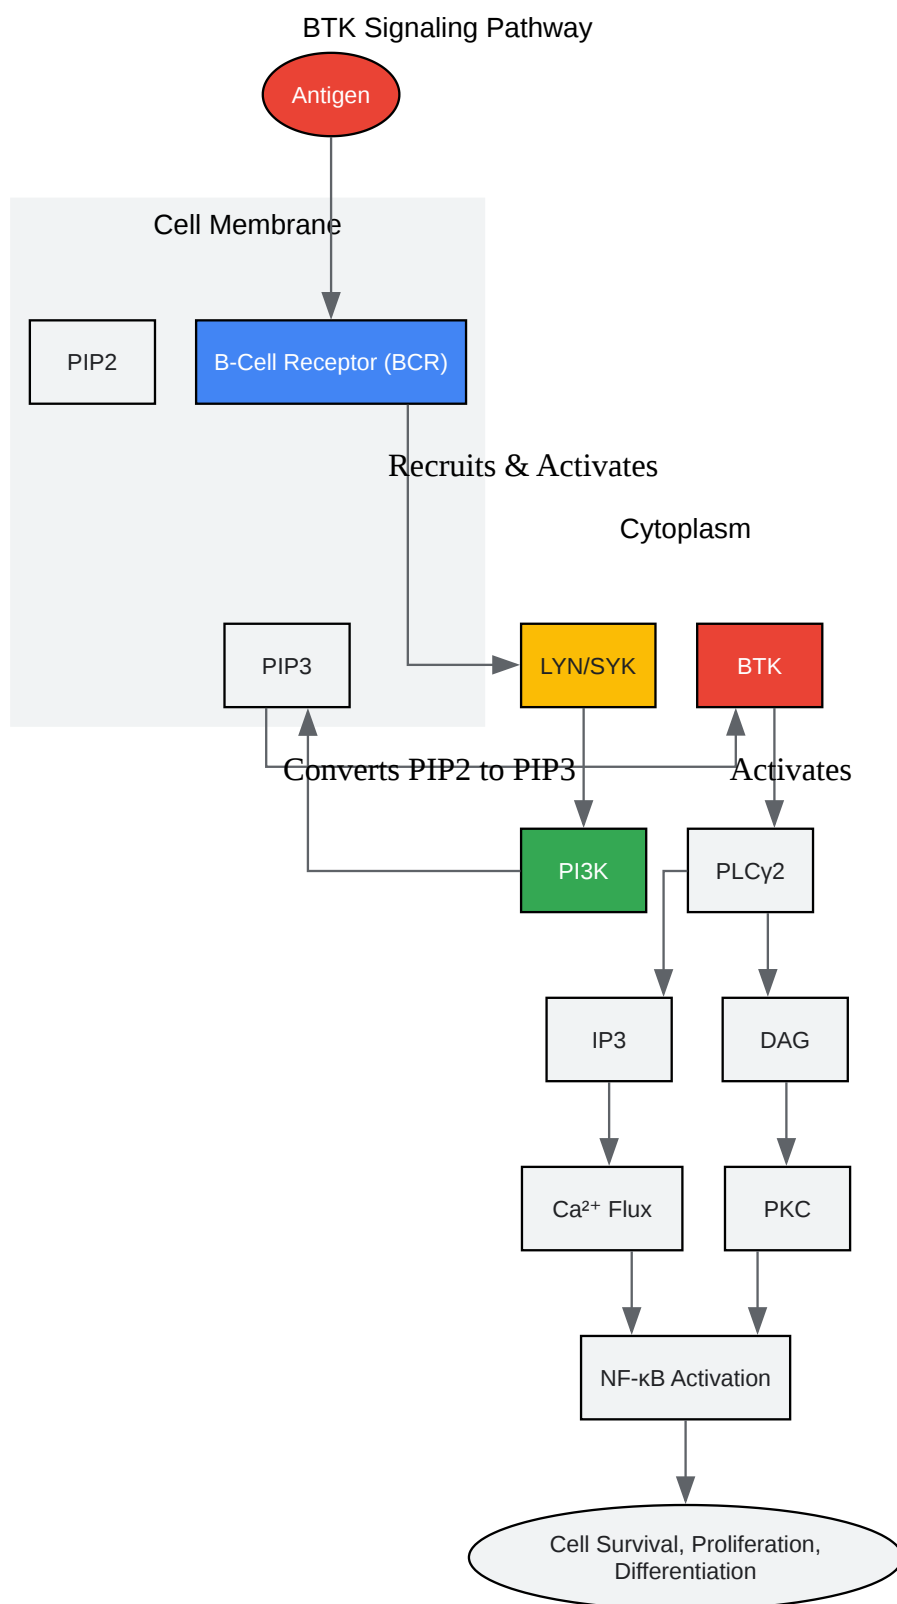 BTK Signaling Pathway
Antigen
Cell Membrane
PIP2
B-Cell Receptor (BCR)
Recruits & Activates
Cytoplasm
PIP3
LYN/SYK
BTK
Converts PIP2 to PIP3
Activates
PI3K
PLCγ2
IP3
DAG
Ca²⁺ Flux
PKC
NF-κB Activation
Cell Survival, Proliferation,
Differentiation